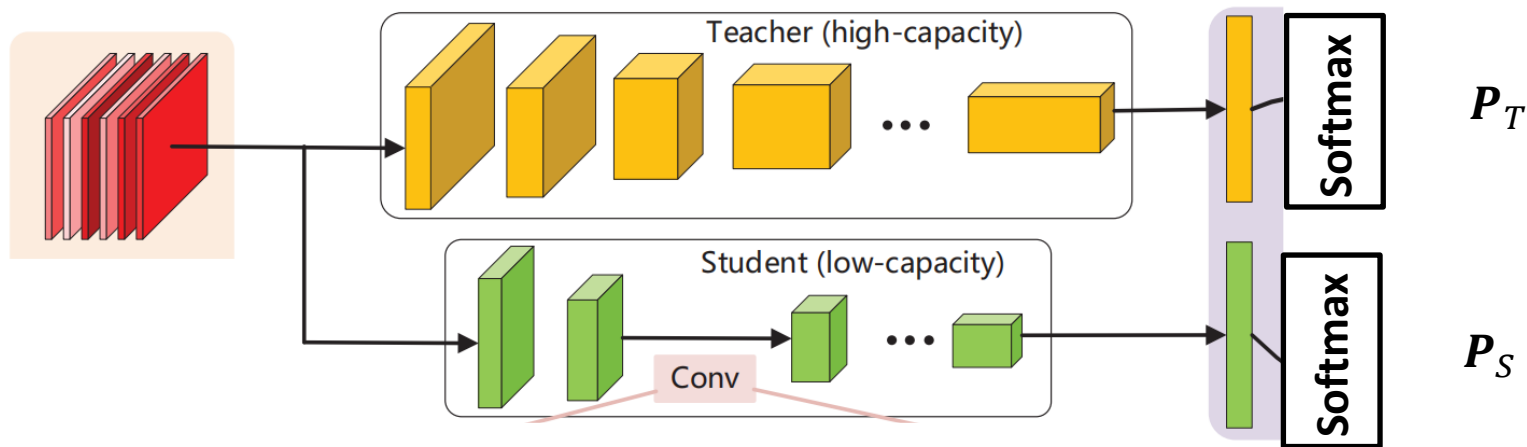 Teacher (high-capacity)
Softmax
P_T
Student (low-capacity)
Conv
Softmax
P_S